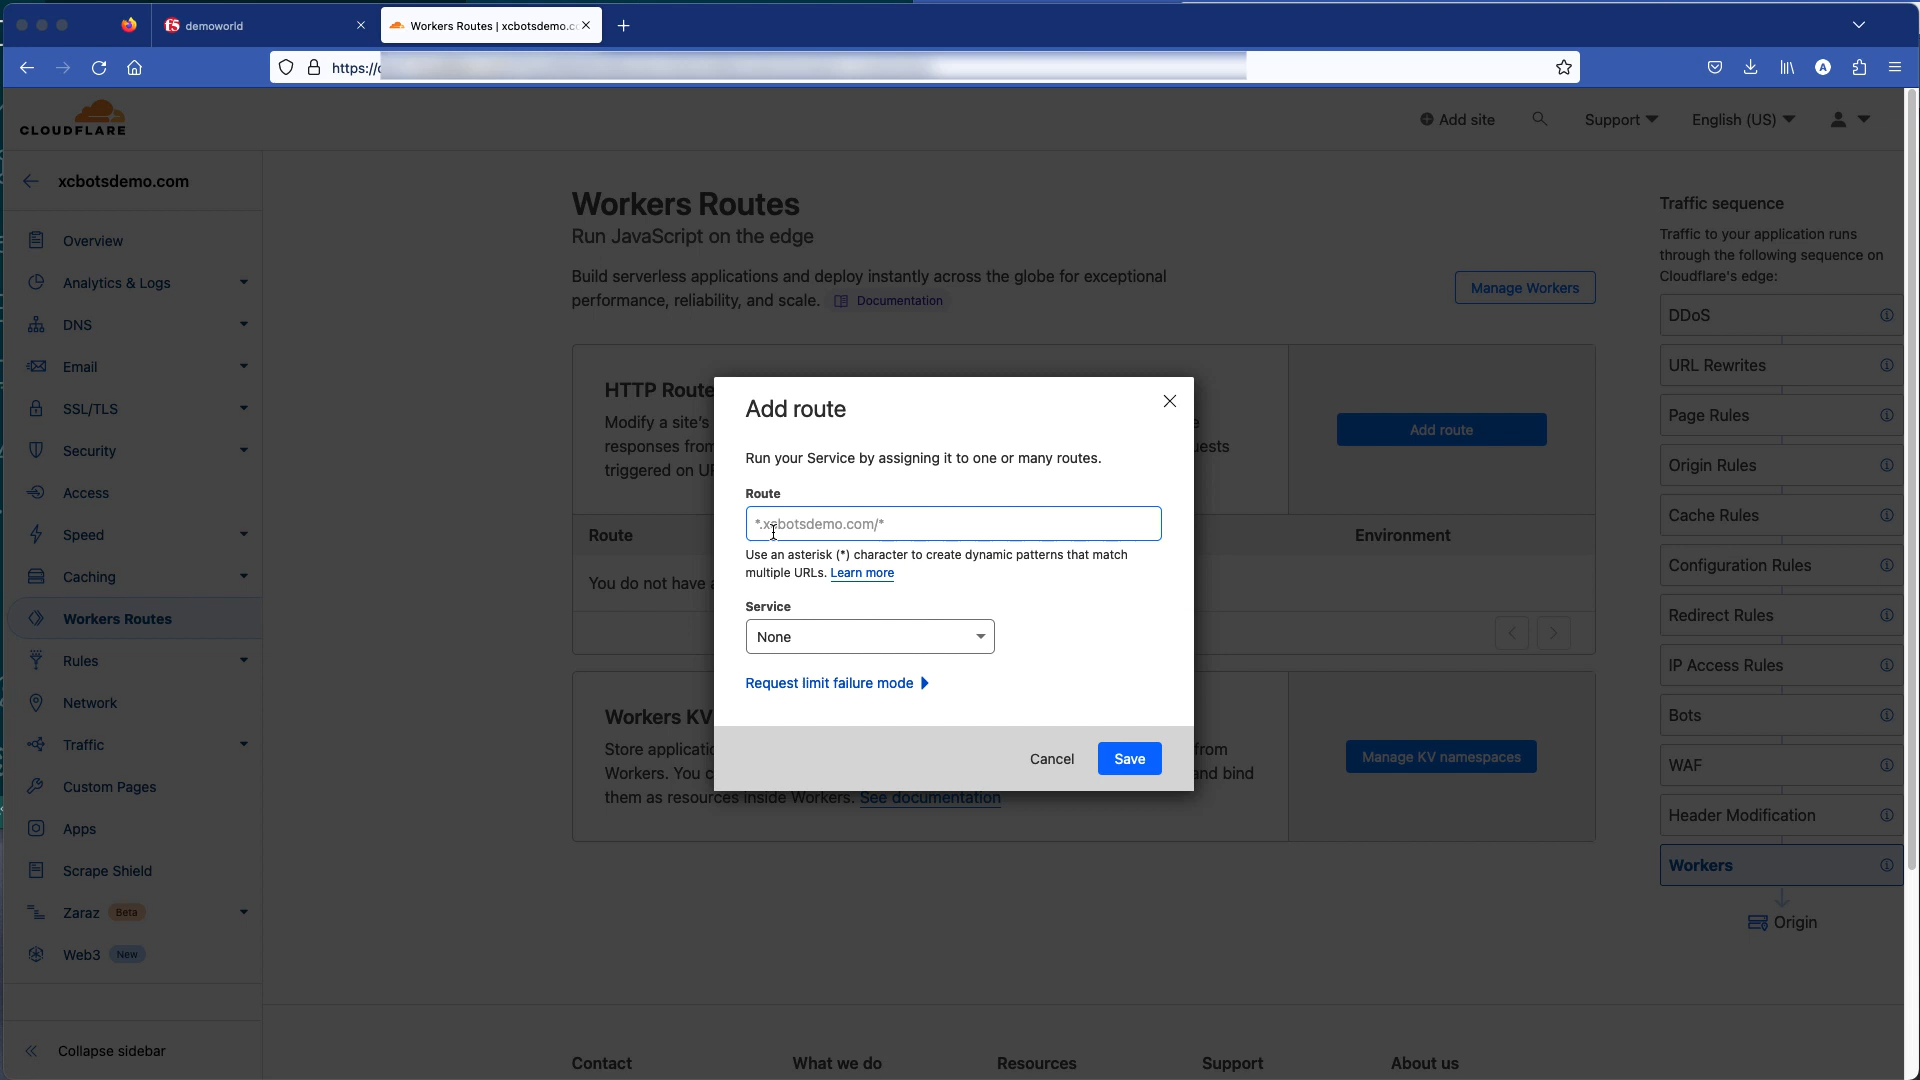 demoworld
Workers Routes | xcbotsdemo.c
https://
CLOUDFLARE
Add site
Support
English (US)
xcbotsdemo.com
Overview
Analytics & Logs
DNS
Email
SSL/TLS
Security
Access
Speed
Caching
Workers Routes
Rules
Network
Traffic
Custom Pages
Apps
Scrape Shield
Zaraz Beta
Web3 New
Collapse sidebar
Workers Routes
Run JavaScript on the edge
Build serverless applications and deploy instantly across the globe for exceptional
performance, reliability, and scale. Documentation
Manage Workers
HTTP Route
Modify a site's
responses from
triggered on
Add route
Route
Environment
You do not have
Workers KV
Store
from
Workers. You
and bind
them as resources inside Workers. See documentation
Manage KV namespaces
Add route
Run your Service by assigning it to one or many routes.
Route
*.xcbotsdemo.com/*
Use an asterisk (*) character to create dynamic patterns that match
multiple URLs. Learn more
Service
None
Request limit failure mode
Cancel
Save
Traffic sequence
Traffic to your application runs
through the following sequence on
Cloudflare's edge:
DDoS
URL Rewrites
Page Rules
Origin Rules
Cache Rules
Configuration Rules
Redirect Rules
IP Access Rules
Bots
WAF
Header Modification
Workers
Origin
Contact
What we do
Resources
Support
About us